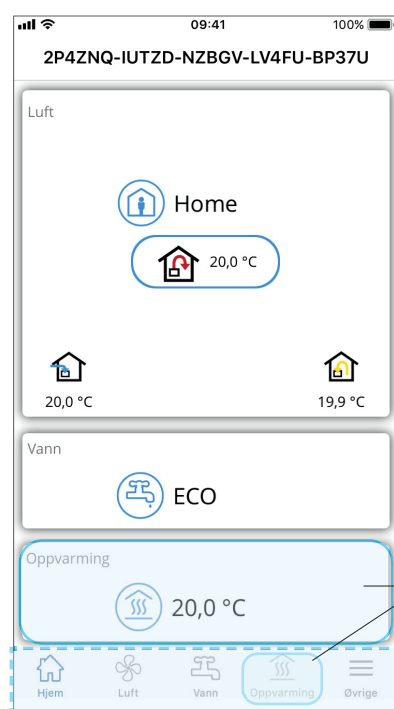 09:41
100%
2P4ZNQ-IUTZD-NZBGV-LV4FU-BP37U
Luft
Home
20,0 °C
20,0 °C
19,9 °C
Vann
ECO
Oppvarming
20,0 °C
Hjem Luft Vann Oppvarming Øvrige